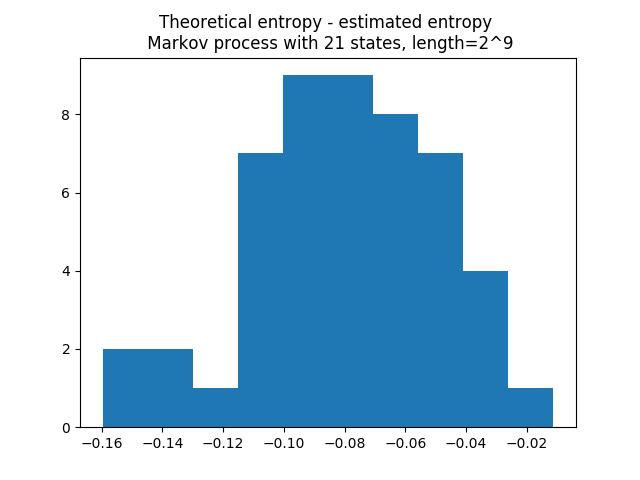 Theoretical entropy - estimated entropy
Markov process with 21 states, length=2^9
8
6
4
2
0
−0.16 −0.14 −0.12 −0.10 −0.08 −0.06 −0.04 −0.02